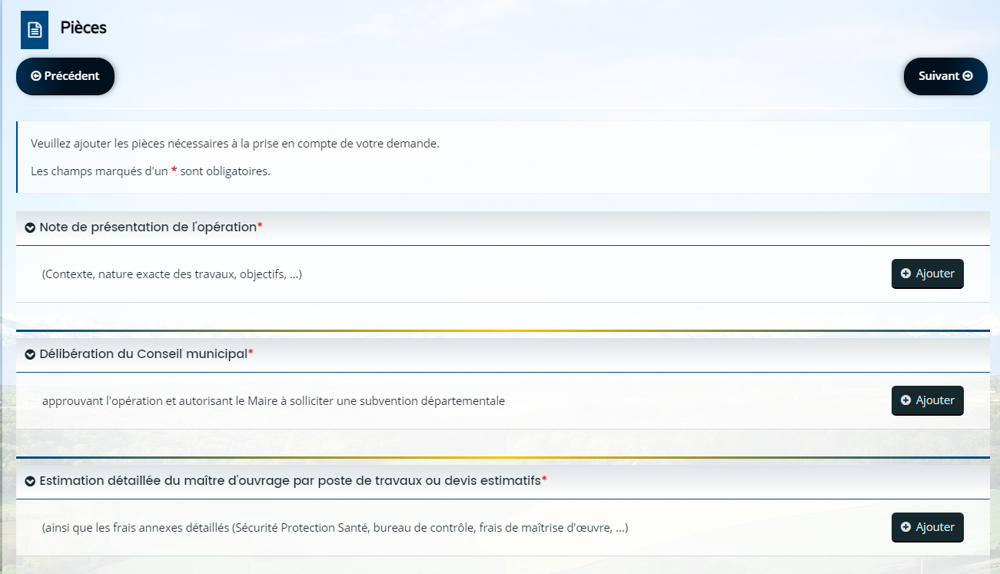 Pièces
Précédent
Suivant
Veuillez ajouter les pièces nécessaires à la prise en compte de votre demande.
Les champs marqués d'un * sont obligatoires.
Note de présentation de l'opération*
(Contexte, nature exacte des travaux, objectifs, ...)
Ajouter
Délibération du Conseil municipal*
approuvant l'opération et autorisant le Maire à solliciter une subvention départementale
Ajouter
Estimation détaillée du maître d'ouvrage par poste de travaux ou devis estimatifs*
(ainsi que les frais annexes détaillés (Sécurité Protection Santé, bureau de contrôle, frais de maîtrise d'œuvre, ...)
Ajouter